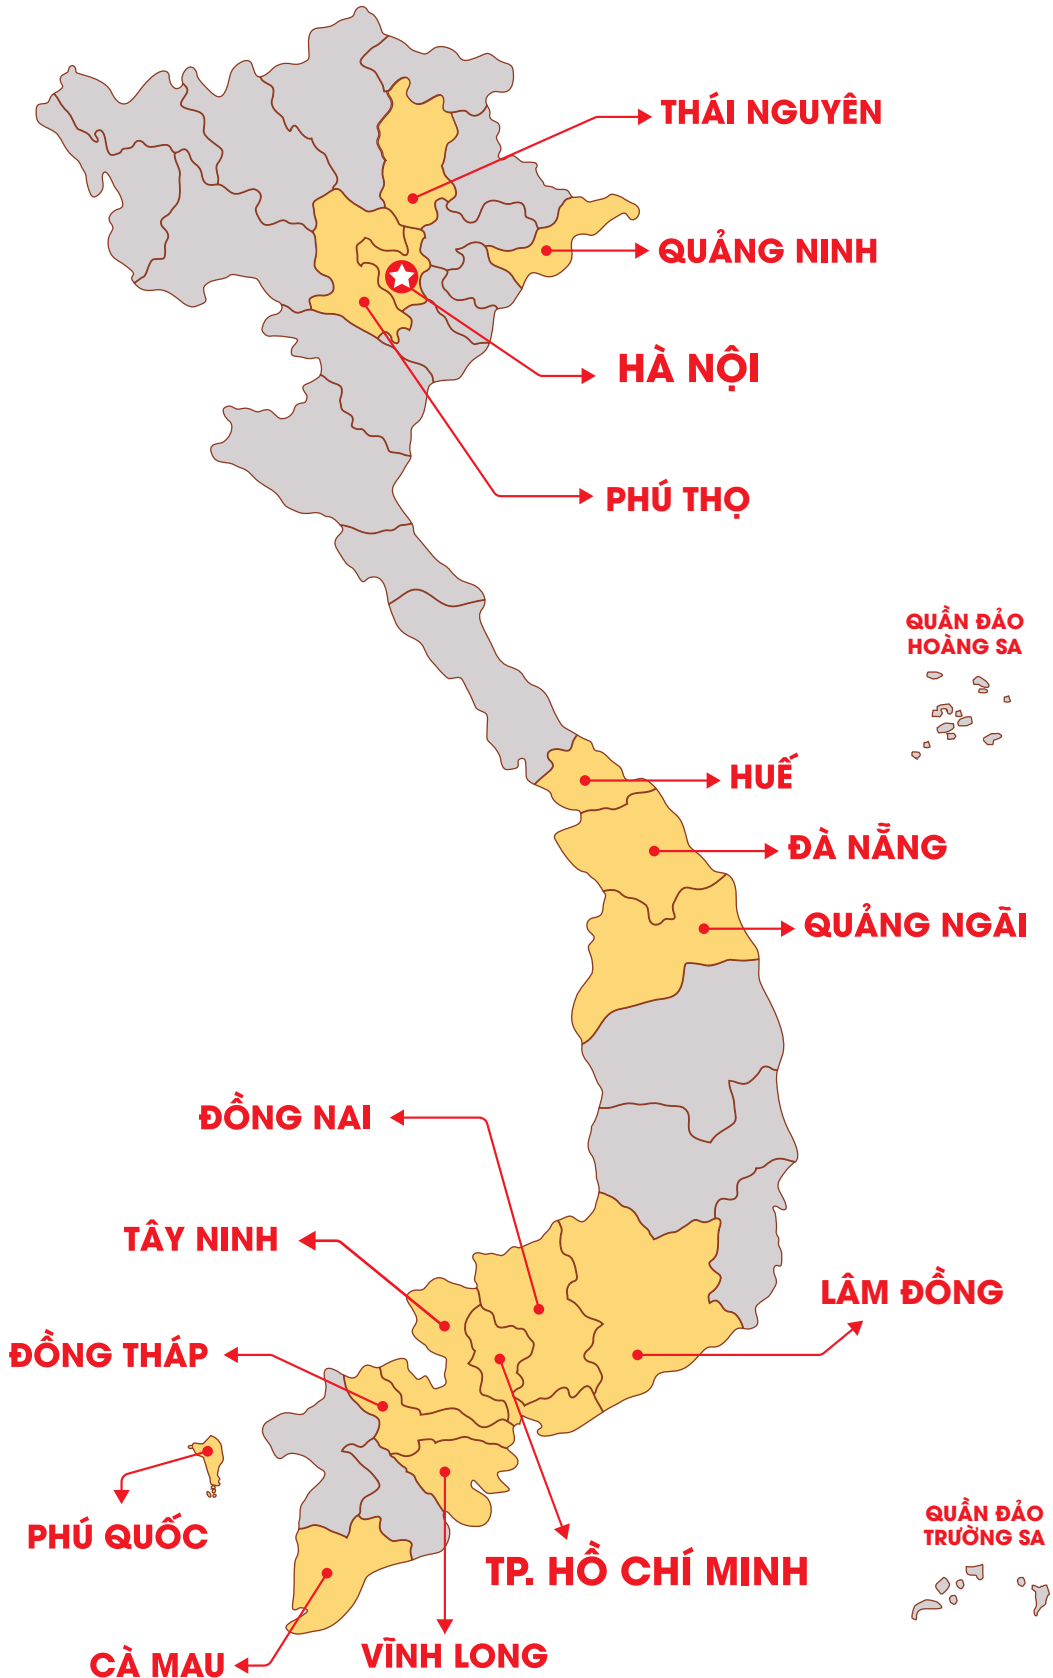 THÁI NGUYÊN
QUẢNG NINH
HÀ NỘI
PHÚ THỌ
QUẦN ĐẢO
HOÀNG SA
HUẾ
ĐÀ NẴNG
QUẢNG NGÃI
ĐỒNG NAI
TÂY NINH
LÂM ĐỒNG
ĐỒNG THÁP
PHÚ QUỐC
QUẦN ĐẢO
TRƯỜNG SA
TP. HỒ CHÍ MINH
VĨNH LONG
CÀ MAU